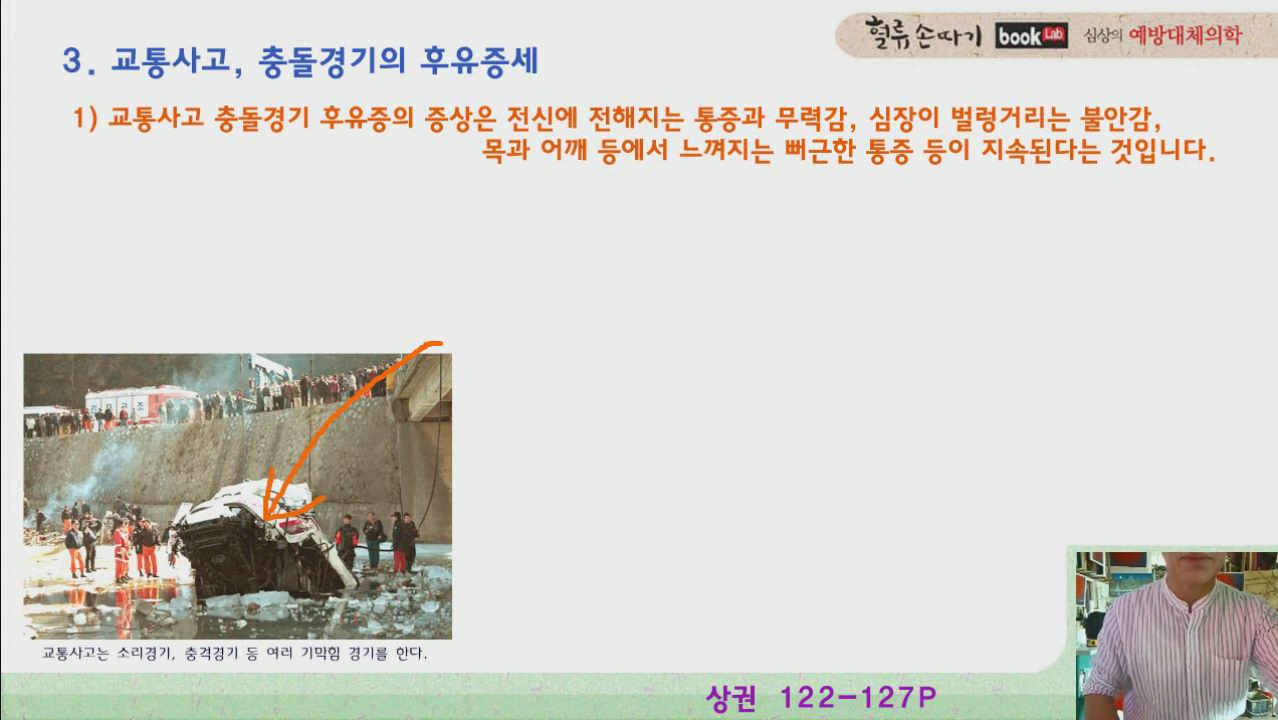 혈류 손따기 book Lab 심상의 예방대체의학
3. 교통사고, 충돌경기의 후유증세
1) 교통사고 충돌경기 후유증의 증상은 전신에 전해지는 통증과 무력감, 심장이 벌렁거리는 불안감,
목과 어깨 등에서 느껴지는 뻐근한 통증 등이 지속된다는 것입니다.
교통사고는 소리경기, 충격경기 등 여러 기막힘 경기를 한다.
상권 122-127P